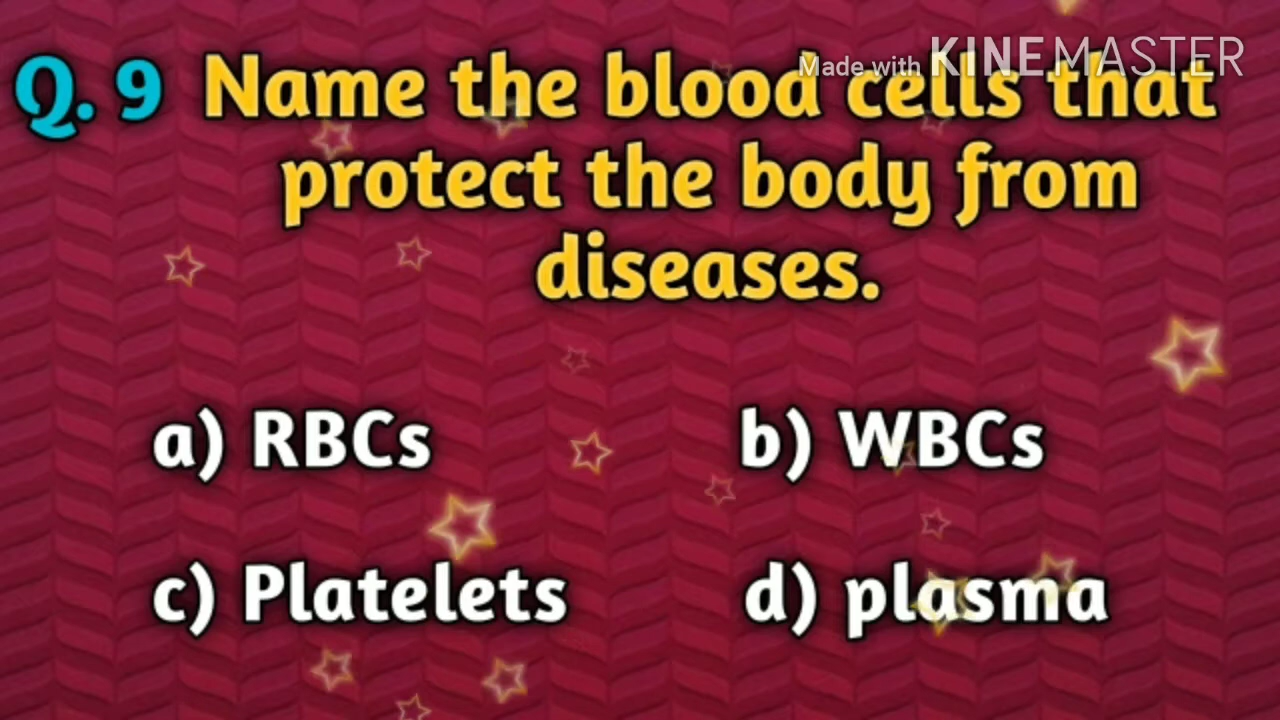 Made with KINEMASTER
Q. 9 Name the blood cells that
protect the body from
diseases.
a) RBCs
b) WBCs
c) Platelets
d) plasma